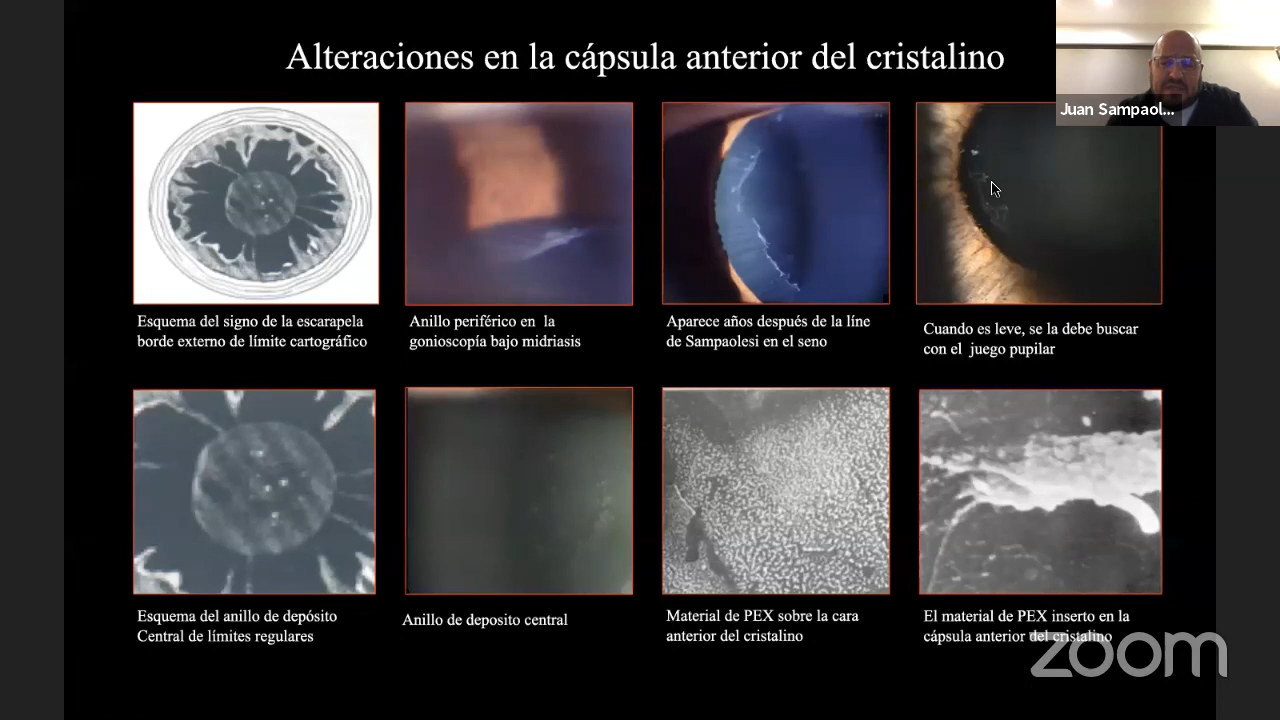 Alteraciones en la cápsula anterior del cristalino
Juan Sampaol...
Esquema del signo de la escarapela
borde externo de límite cartográfico
Anillo periférico en la
gonioscopía bajo midriasis
Aparece años después de la líne
de Sampaolesi en el seno
Cuando es leve, se la debe buscar
con el juego pupilar
Esquema del anillo de depósito
Central de límites regulares
Anillo de deposito central
Material de PEX sobre la cara
anterior del cristalino
El material de PEX inserto en la
cápsula anterior del cristalino
zoom